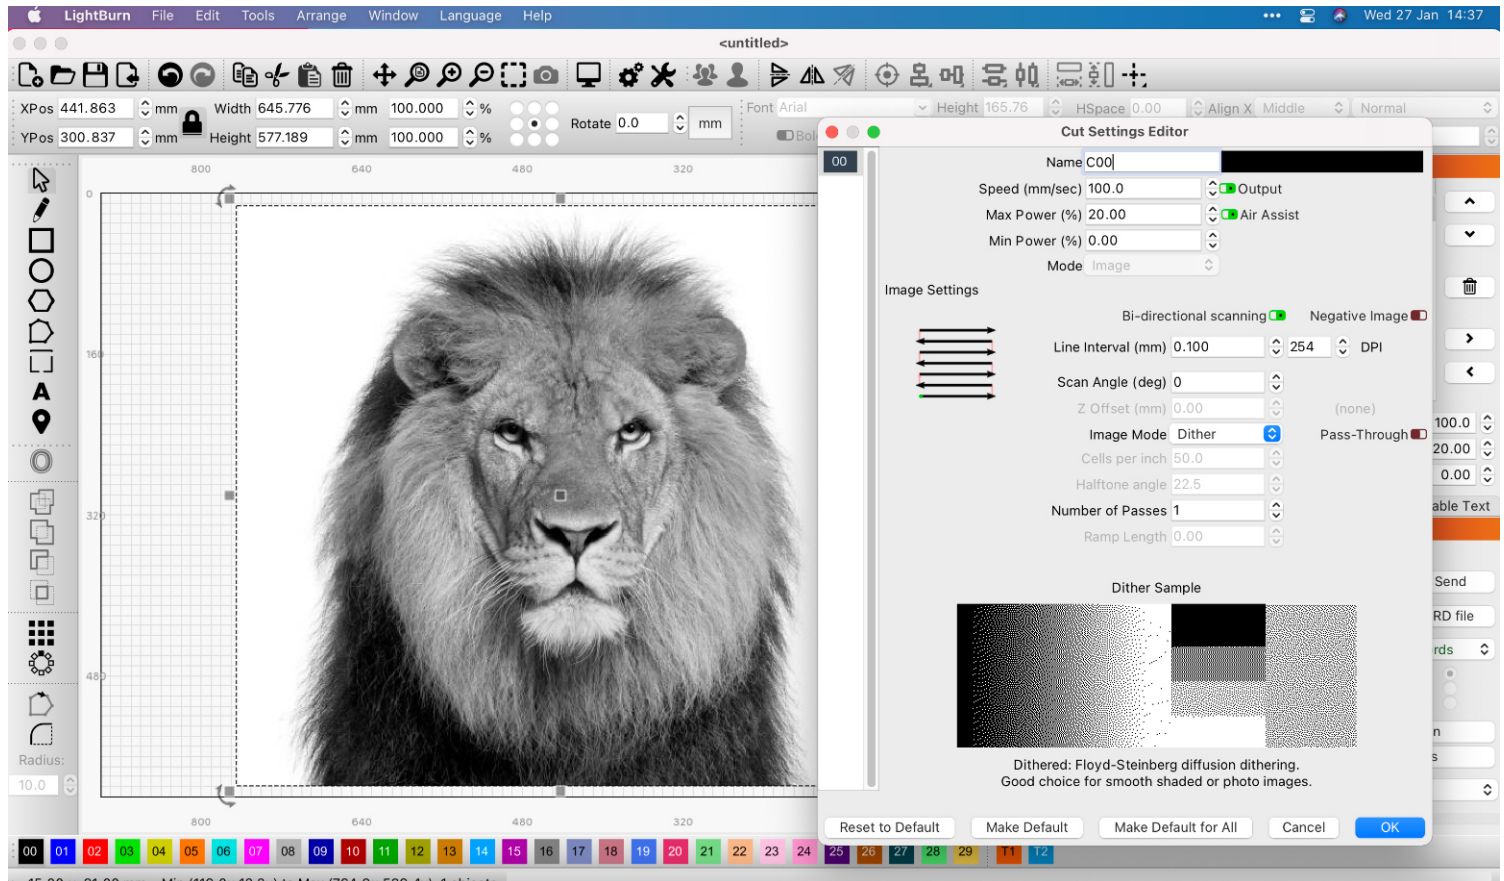 LightBurn File Edit Tools Arrange Window Language Help Wed 27 Jan 14:37
<untitled>
XPos 441.863 mm Width 645.776 mm 100.000 % Rotate 0.0 mm Font Arial Height 165.76 HSpace 0.00 Align X Middle Normal
YPos 300.837 mm Height 577.189 mm 100.000 %
Cut Settings Editor
00
Name C00
Speed (mm/sec) 100.0 Output
Max Power (%) 20.00 Air Assist
Min Power (%) 0.00
Mode Image
Image Settings
Bi-directional scanning Negative Image
Line Interval (mm) 0.100 254 DPI
Scan Angle (deg) 0
Z Offset (mm) 0.00 (none)
Image Mode Dither Pass-Through
Cells per inch 50.0
Halftone angle 22.5
Number of Passes 1
Ramp Length 0.00
Dither Sample
Dithered: Floyd-Steinberg diffusion dithering.
Good choice for smooth shaded or photo images.
Reset to Default Make Default Make Default for All Cancel OK
800 640 480 320
0
160
320
480
800 640 480 320
A
Radius:
10.0
100.0
20.00
0.00
able Text
Send
RD file
rds
00 01 02 03 04 05 06 07 08 09 10 11 12 13 14 15 16 17 18 19 20 21 22 23 24 25 26 27 28 29 T1 T2